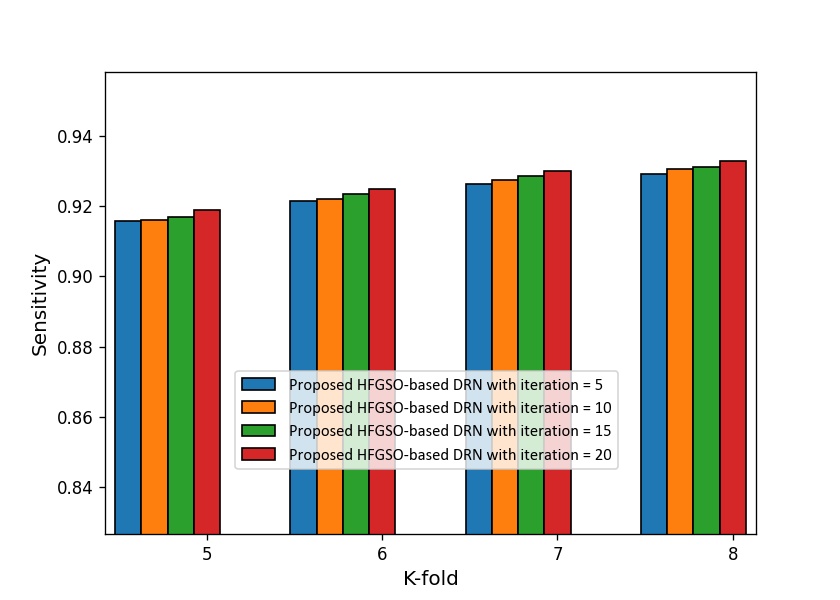 0.94
0.92
0.90
0.88
0.86
0.84
Sensitivity
Proposed HFGSO-based DRN with iteration = 5
Proposed HFGSO-based DRN with iteration = 10
Proposed HFGSO-based DRN with iteration = 15
Proposed HFGSO-based DRN with iteration = 20
5 6 7 8
K-fold